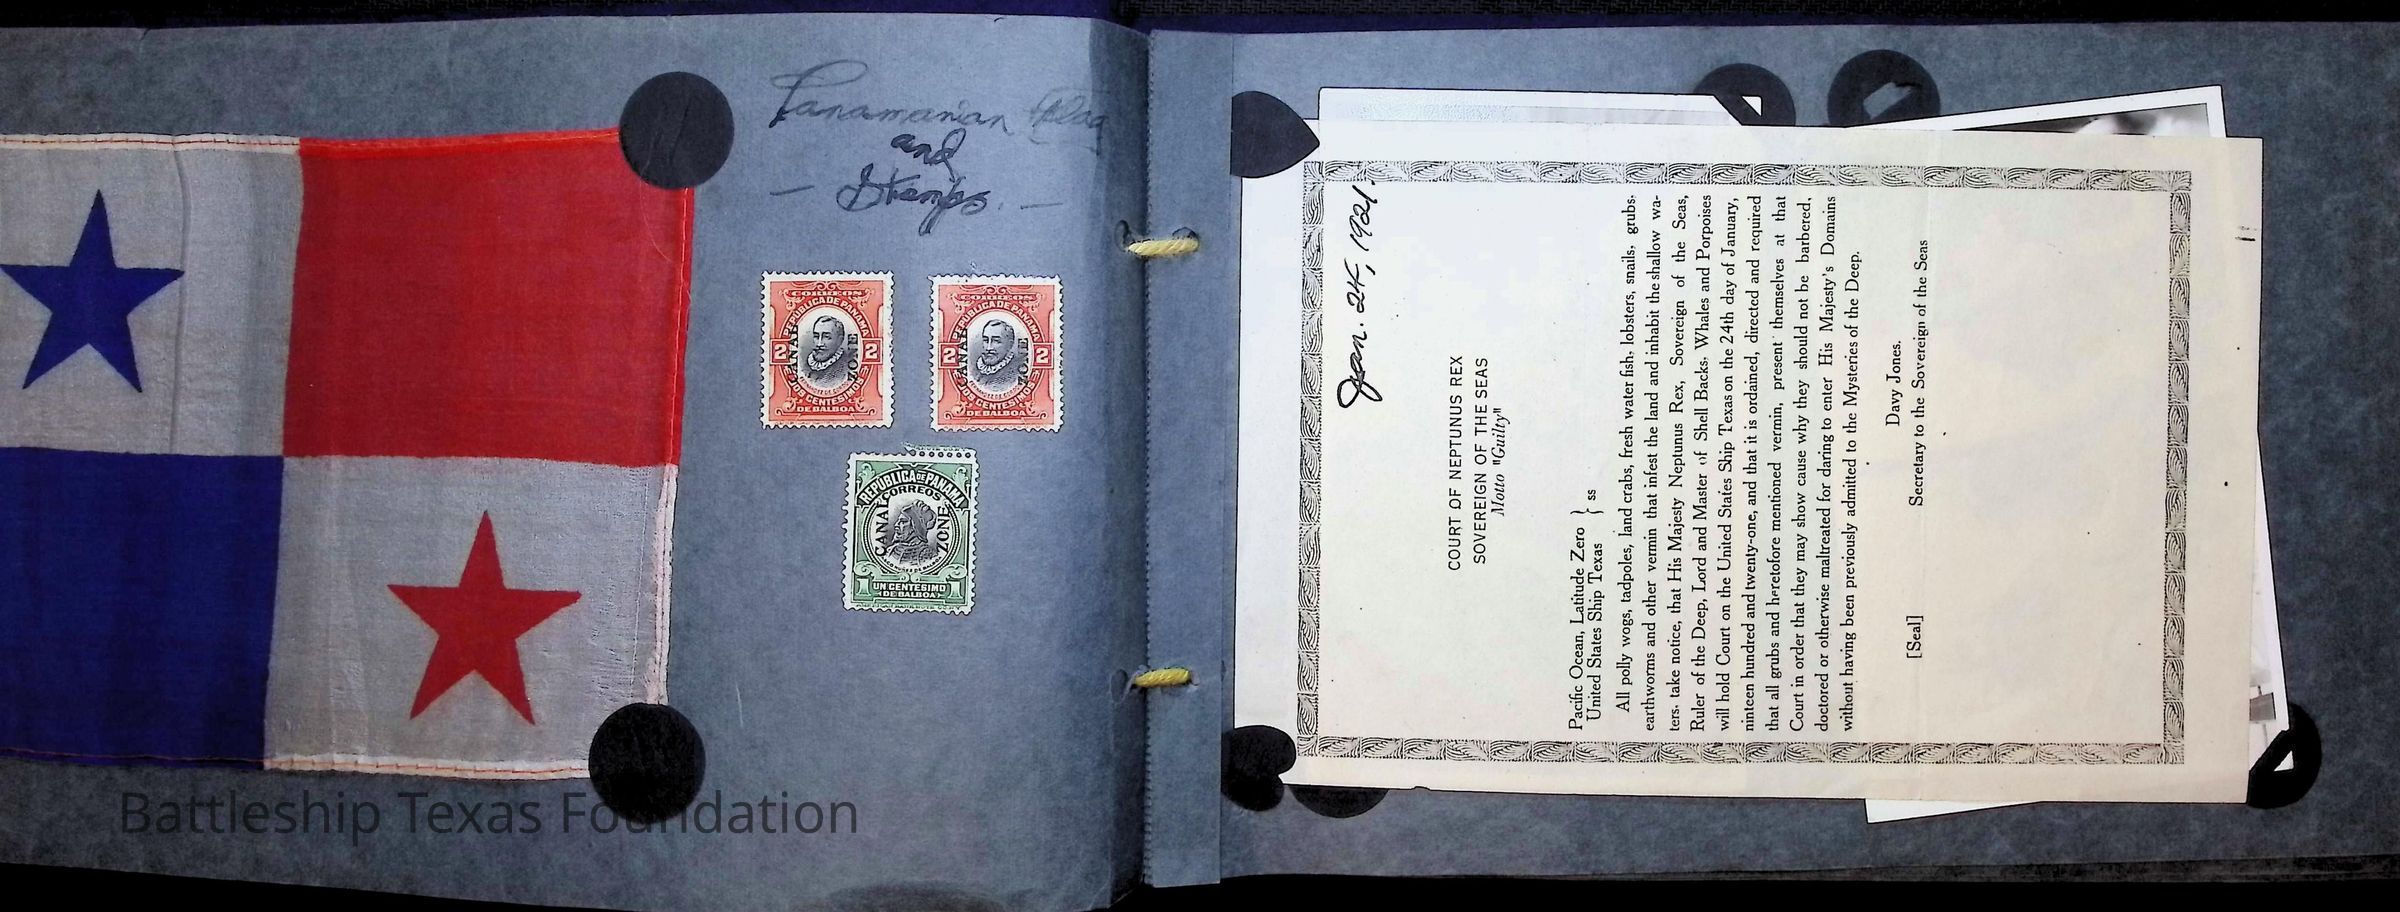 Panamanian Flag
and
— Stamps. —
CORREOS
REPUBLICA DE PANAMA
CANAL ZONE
2 2
DOS CENTESIMOS
DE BALBOA
CORREOS
REPUBLICA DE PANAMA
CANAL ZONE
2 2
DOS CENTESIMOS
DE BALBOA
REPUBLICA DE PANAMA
CORREOS
CANAL ZONE
1 1
UN CENTESIMO
DE BALBOA
Battleship Texas Foundation
Jan. 24, 1921.
COURT OF NEPTUNUS REX
SOVEREIGN OF THE SEAS
Motto "Guilty"
Pacific Ocean, Latitude Zero } ss
United States Ship Texas
All polly wogs, tadpoles, land crabs, fresh water fish, lobsters, snails, grubs,
earthworms and other vermin that infest the land and inhabit the shallow wa-
ters, take notice, that His Majesty Neptunus Rex, Sovereign of the Seas,
Ruler of the Deep, Lord and Master of Shell Backs, Whales and Porpoises
will hold Court on the United States Ship Texas on the 24th day of January,
ninteen hundred and twenty-one, and that it is ordained, directed and required
that all grubs and heretofore mentioned vermin, present themselves at that
Court in order that they may show cause why they should not be barbered,
doctored or otherwise maltreated for daring to enter His Majesty's Domains
without having been previously admitted to the Mysteries of the Deep.
Davy Jones.
[Seal] Secretary to the Sovereign of the Seas